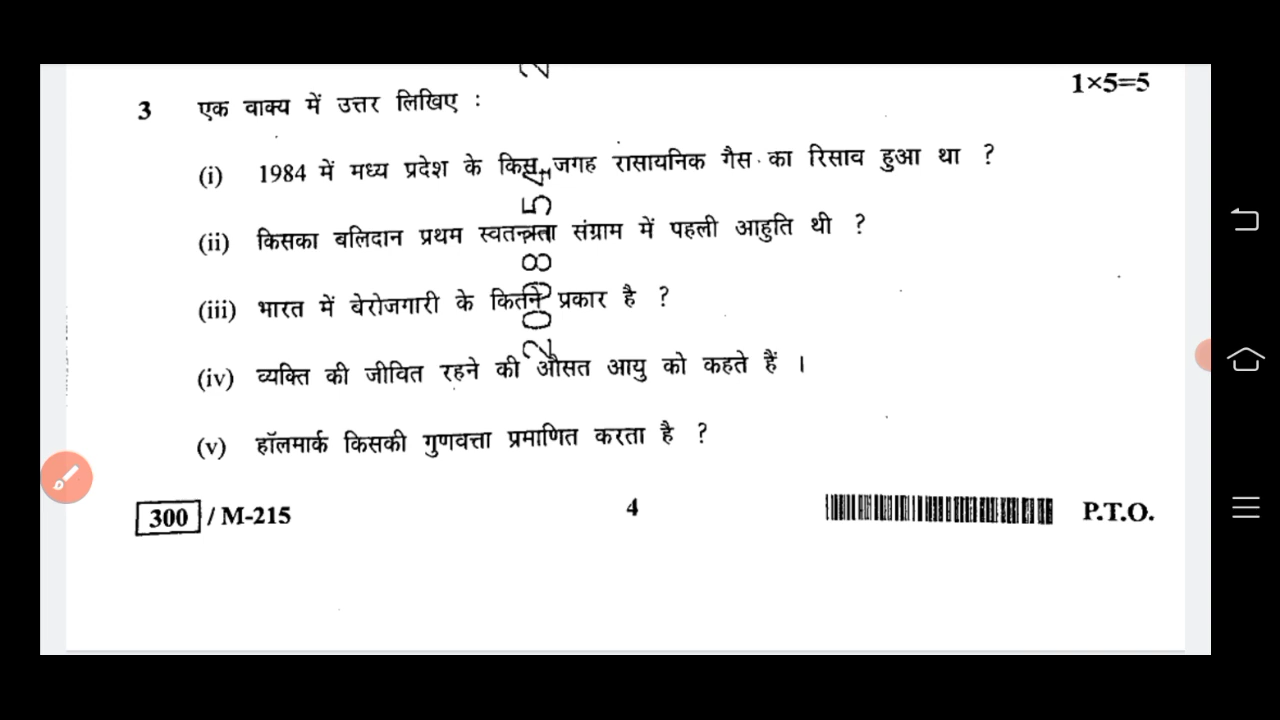 1×5=5
3 एक वाक्य में उत्तर लिखिए :
(i) 1984 में मध्य प्रदेश के किस जगह रासायनिक गैस का रिसाव हुआ था ?
(ii) किसका बलिदान प्रथम स्वतन्त्रता संग्राम में पहली आहुति थी ?
(iii) भारत में बेरोजगारी के कितने प्रकार है ?
(iv) व्यक्ति की जीवित रहने की औसत आयु को कहते हैं ।
(v) हॉलमार्क किसकी गुणवत्ता प्रमाणित करता है ?
300 / M-215 4 P.T.O.